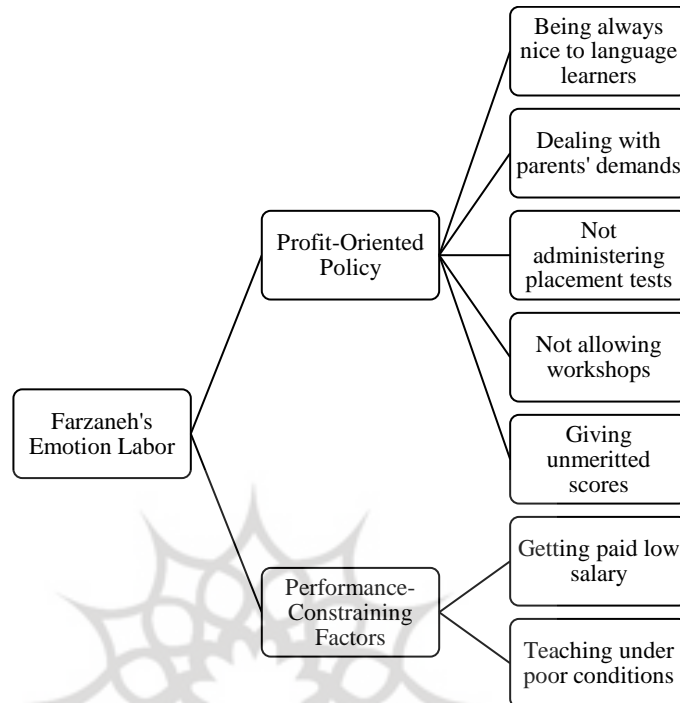 Being always
nice to language
learners
Dealing with
parents' demands
Profit-Oriented
Policy
Not
administering
placement tests
Not allowing
workshops
Farzaneh's
Emotion Labor
Giving
unmeritted
scores
Performance-
Constraining
Factors
Getting paid low
salary
Teaching under
poor conditions